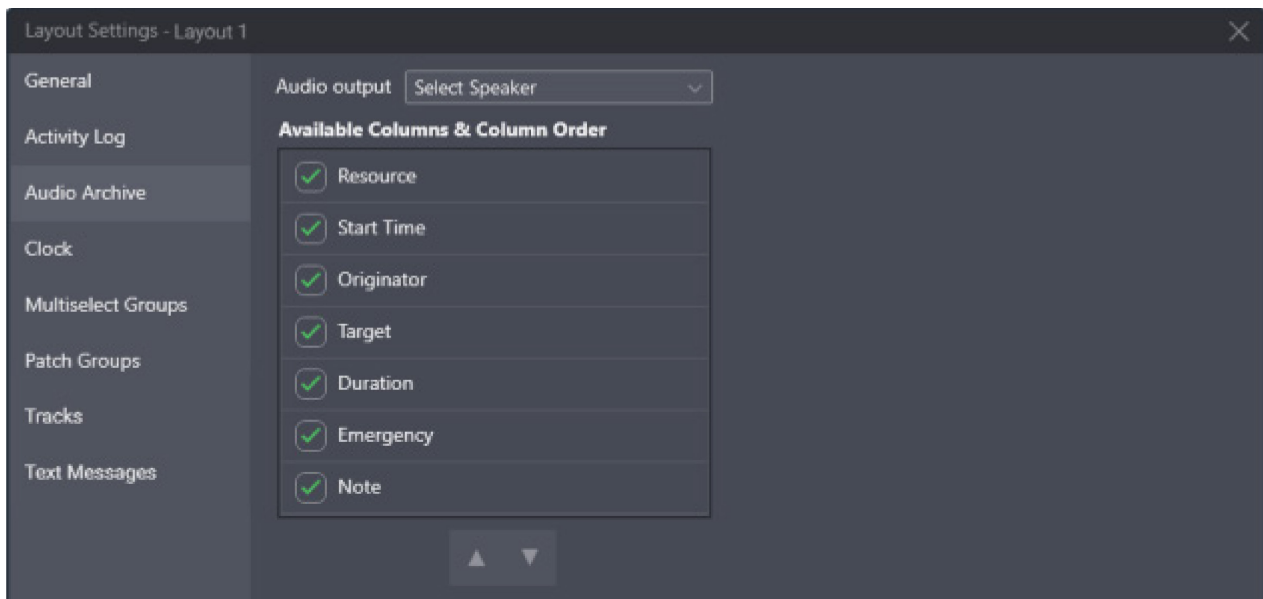 Layout Settings - Layout 1
General
Activity Log
Audio Archive
Clock
Multiselect Groups
Patch Groups
Tracks
Text Messages
Audio output Select Speaker
Available Columns & Column Order
Resource
Start Time
Originator
Target
Duration
Emergency
Note